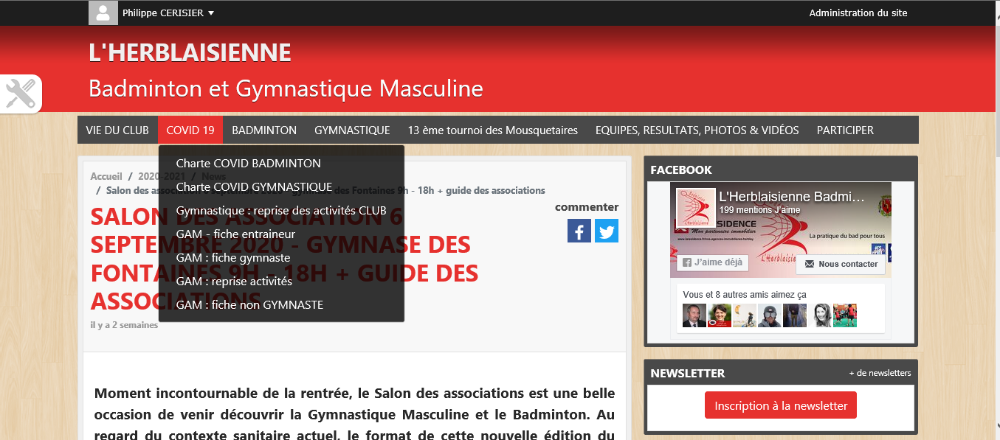 Philippe CERISIER
Administration du site
L'HERBLAISIENNE
Badminton et Gymnastique Masculine
VIE DU CLUB COVID 19 BADMINTON GYMNASTIQUE 13 ème tournoi des Mousquetaires EQUIPES, RESULTATS, PHOTOS & VIDÉOS PARTICIPER
Charte COVID BADMINTON
Charte COVID GYMNASTIQUE
Gymnastique : reprise des activités CLUB
GAM - fiche entraineur
GAM : fiche gymnaste
GAM : reprise activités
GAM : fiche non GYMNASTE
Accueil / 2020-2021 / News
/ Salon des association 6 septembre 2020 - gymnase des Fontaines 9h - 18h + guide des associations
commenter
SALON DES ASSOCIATION 6
SEPTEMBRE 2020 - GYMNASE DES
FONTAINES 9H - 18H + GUIDE DES
ASSOCIATIONS
il y a 2 semaines
Moment incontournable de la rentrée, le Salon des associations est une belle
occasion de venir découvrir la Gymnastique Masculine et le Badminton. Au
regard du contexte sanitaire actuel, le format de cette nouvelle édition du
FACEBOOK
L'Herblaisienne Badmi...
199 mentions J'aime
Mon partenaire immobilier
La pratique du bad pour tous
L'Herblaisie
J'aime déjà
Nous contacter
Vous et 8 autres amis aimez ça
NEWSLETTER
+ de newsletters
Inscription à la newsletter